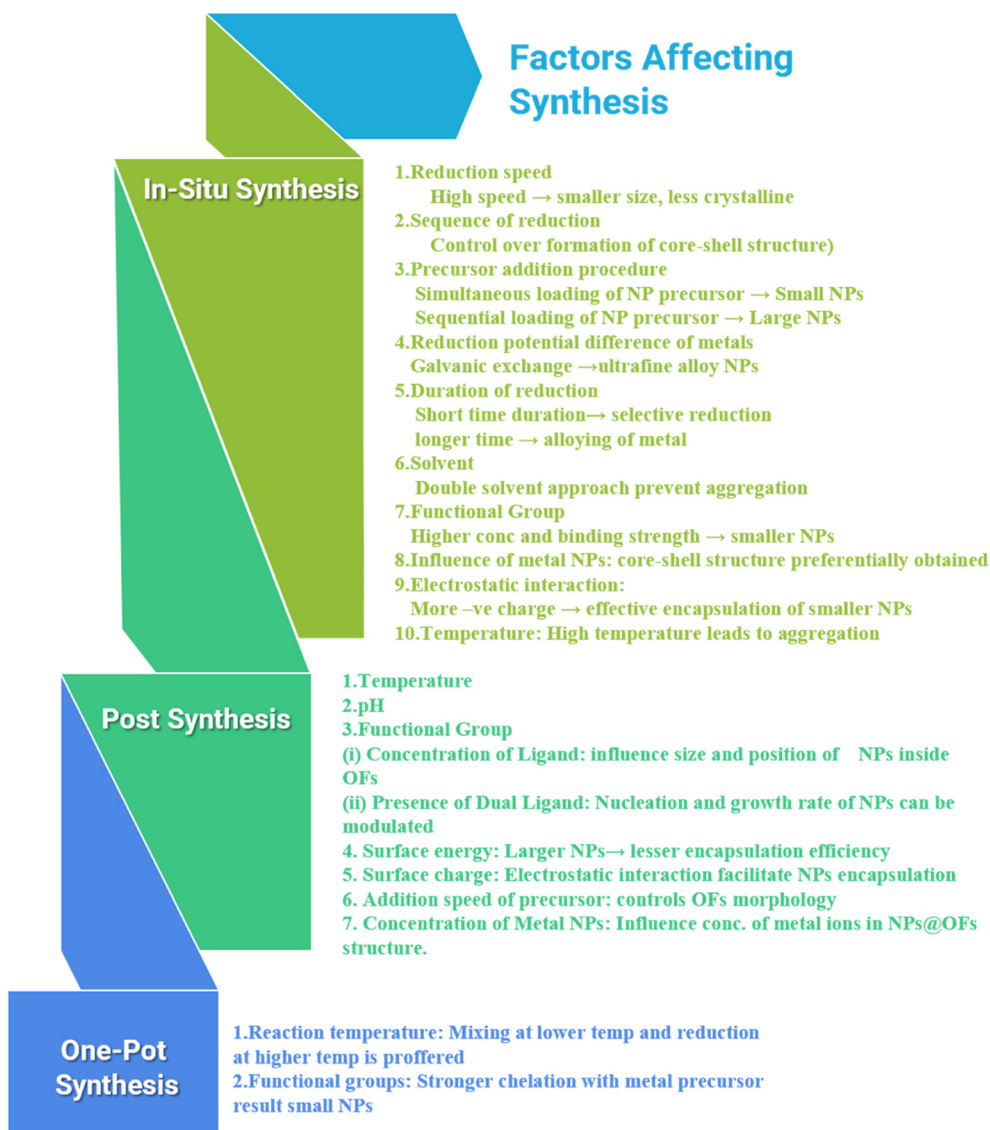 Factors Affecting
Synthesis
In-Situ Synthesis
1.Reduction speed
High speed → smaller size, less crystalline
2.Sequence of reduction
Control over formation of core-shell structure)
3.Precursor addition procedure
Simultaneous loading of NP precursor → Small NPs
Sequential loading of NP precursor → Large NPs
4.Reduction potential difference of metals
Galvanic exchange →ultrafine alloy NPs
5.Duration of reduction
Short time duration→ selective reduction
longer time → alloying of metal
6.Solvent
Double solvent approach prevent aggregation
7.Functional Group
Higher conc and binding strength → smaller NPs
8.Influence of metal NPs: core-shell structure preferentially obtained
9.Electrostatic interaction:
More –ve charge → effective encapsulation of smaller NPs
10.Temperature: High temperature leads to aggregation
Post Synthesis
1.Temperature
2.pH
3.Functional Group
(i) Concentration of Ligand: influence size and position of NPs inside
OFs
(ii) Presence of Dual Ligand: Nucleation and growth rate of NPs can be
modulated
4. Surface energy: Larger NPs→ lesser encapsulation efficiency
5. Surface charge: Electrostatic interaction facilitate NPs encapsulation
6. Addition speed of precursor: controls OFs morphology
7. Concentration of Metal NPs: Influence conc. of metal ions in NPs@OFs
structure.
One-Pot
Synthesis
1.Reaction temperature: Mixing at lower temp and reduction
at higher temp is proffered
2.Functional groups: Stronger chelation with metal precursor
result small NPs